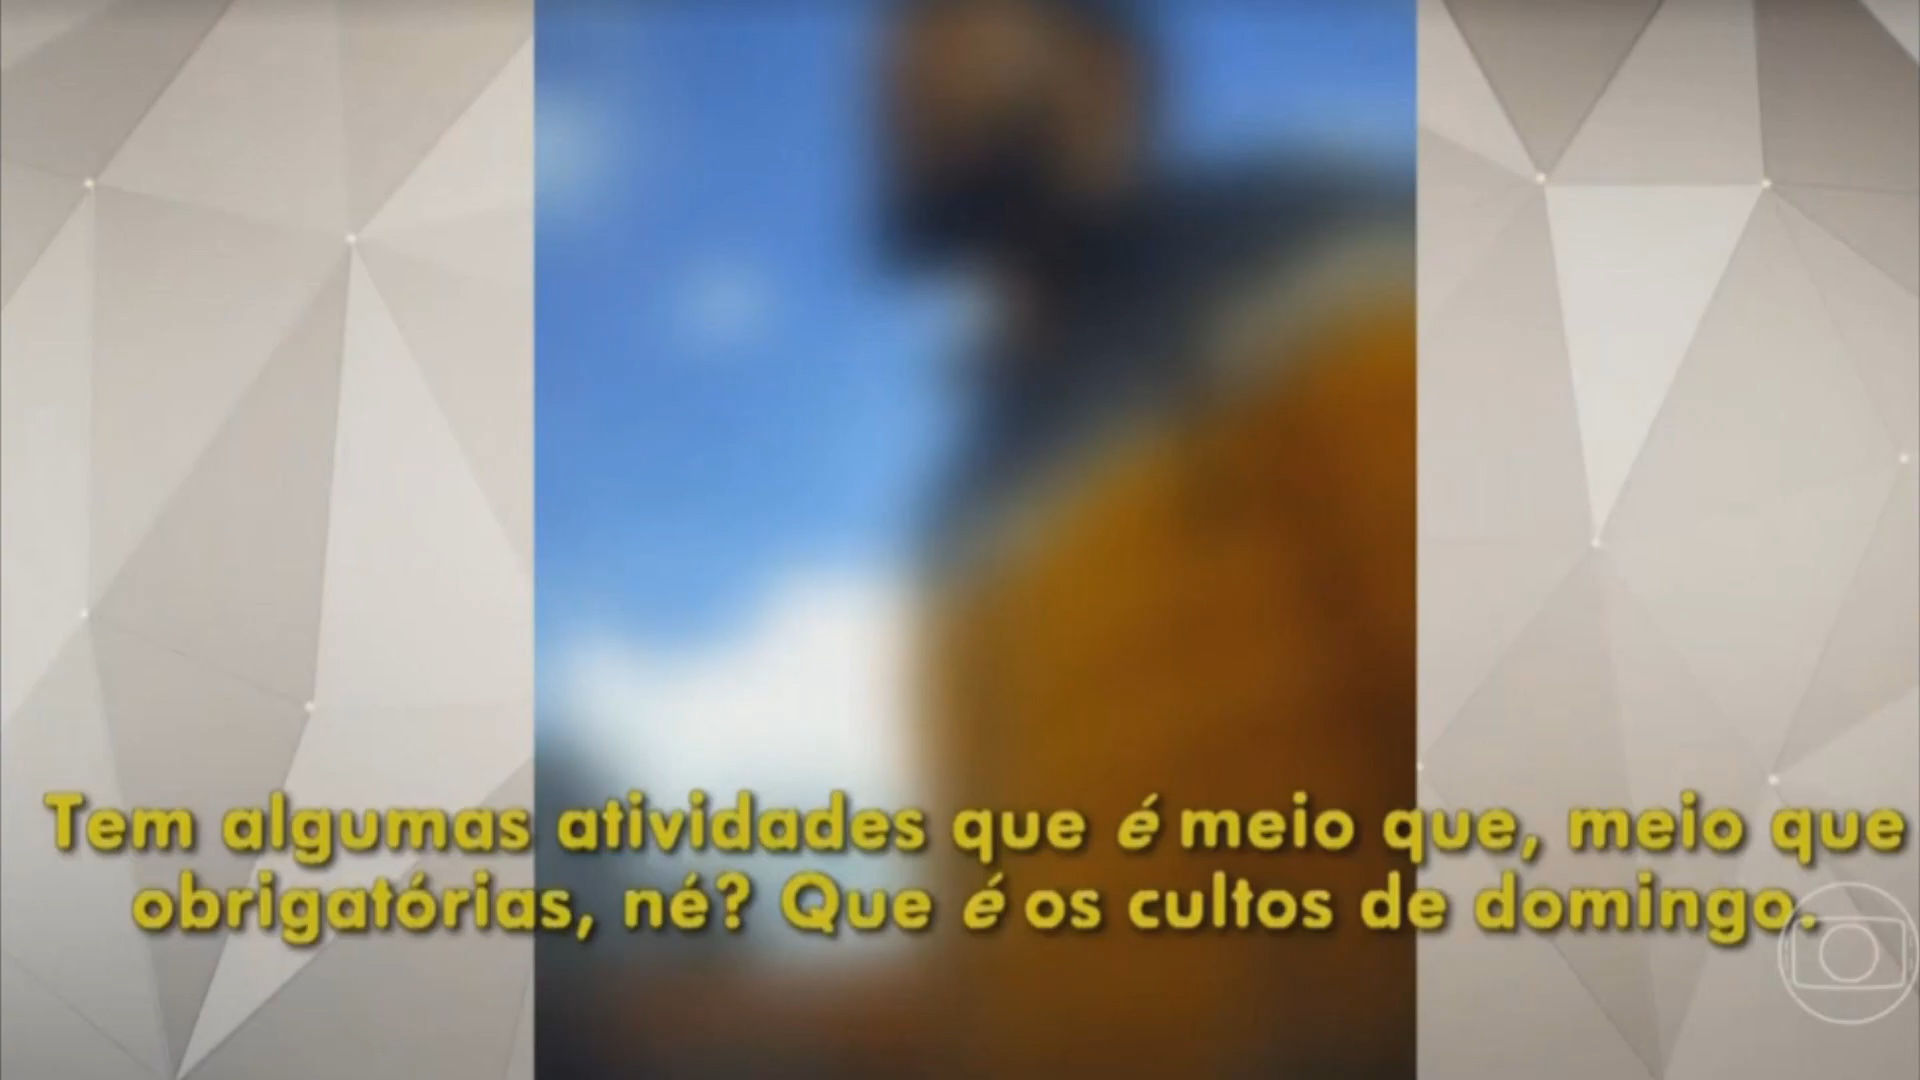 Tem algumas atividades que é meio que, meio que
obrigatórias, né? Que é os cultos de domingo.